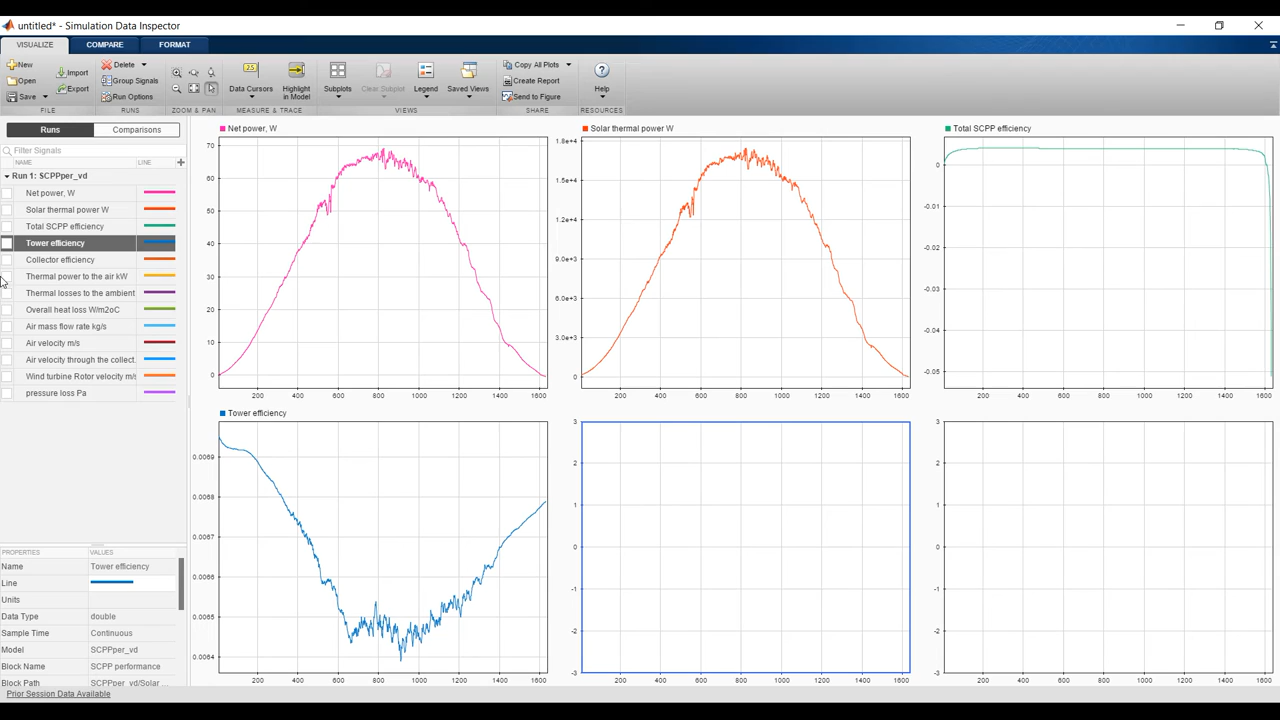 untitled* - Simulation Data Inspector
VISUALIZE COMPARE FORMAT
New
Open
Save
Import
Export
Delete
Group Signals
Run Options
Data Cursors
Highlight in Model
Subplots
Clear Subplot
Legend
Saved Views
Copy All Plots
Create Report
Send to Figure
Help
FILE RUNS ZOOM & PAN MEASURE & TRACE VIEWS SHARE RESOURCES
Runs Comparisons
Filter Signals
NAME LINE
Run 1: SCPPper_vd
Net power, W
Solar thermal power W
Total SCPP efficiency
Tower efficiency
Collector efficiency
Thermal power to the air kW
Thermal losses to the ambient
Overall heat loss W/m2oC
Air mass flow rate kg/s
Air velocity m/s
Air velocity through the collect.
Wind turbine Rotor velocity m/s
pressure loss Pa
PROPERTIES VALUES
Name Tower efficiency
Line
Units
Data Type double
Sample Time Continuous
Model SCPPper_vd
Block Name SCPP performance
Block Path SCPPper_vd/Solar ...
Prior Session Data Available
Net power, W
70
60
50
40
30
20
10
0
200 400 600 800 1000 1200 1400 1600
Solar thermal power W
1.8e+4
1.5e+4
1.2e+4
9.0e+3
6.0e+3
3.0e+3
0
200 400 600 800 1000 1200 1400 1600
Total SCPP efficiency
0
-0.01
-0.02
-0.03
-0.04
-0.05
200 400 600 800 1000 1200 1400 1600
Tower efficiency
0.0069
0.0068
0.0067
0.0066
0.0065
0.0064
200 400 600 800 1000 1200 1400 1600
3
2
1
0
-1
-2
-3
200 400 600 800 1000 1200 1400 1600
3
2
1
0
-1
-2
-3
200 400 600 800 1000 1200 1400 1600